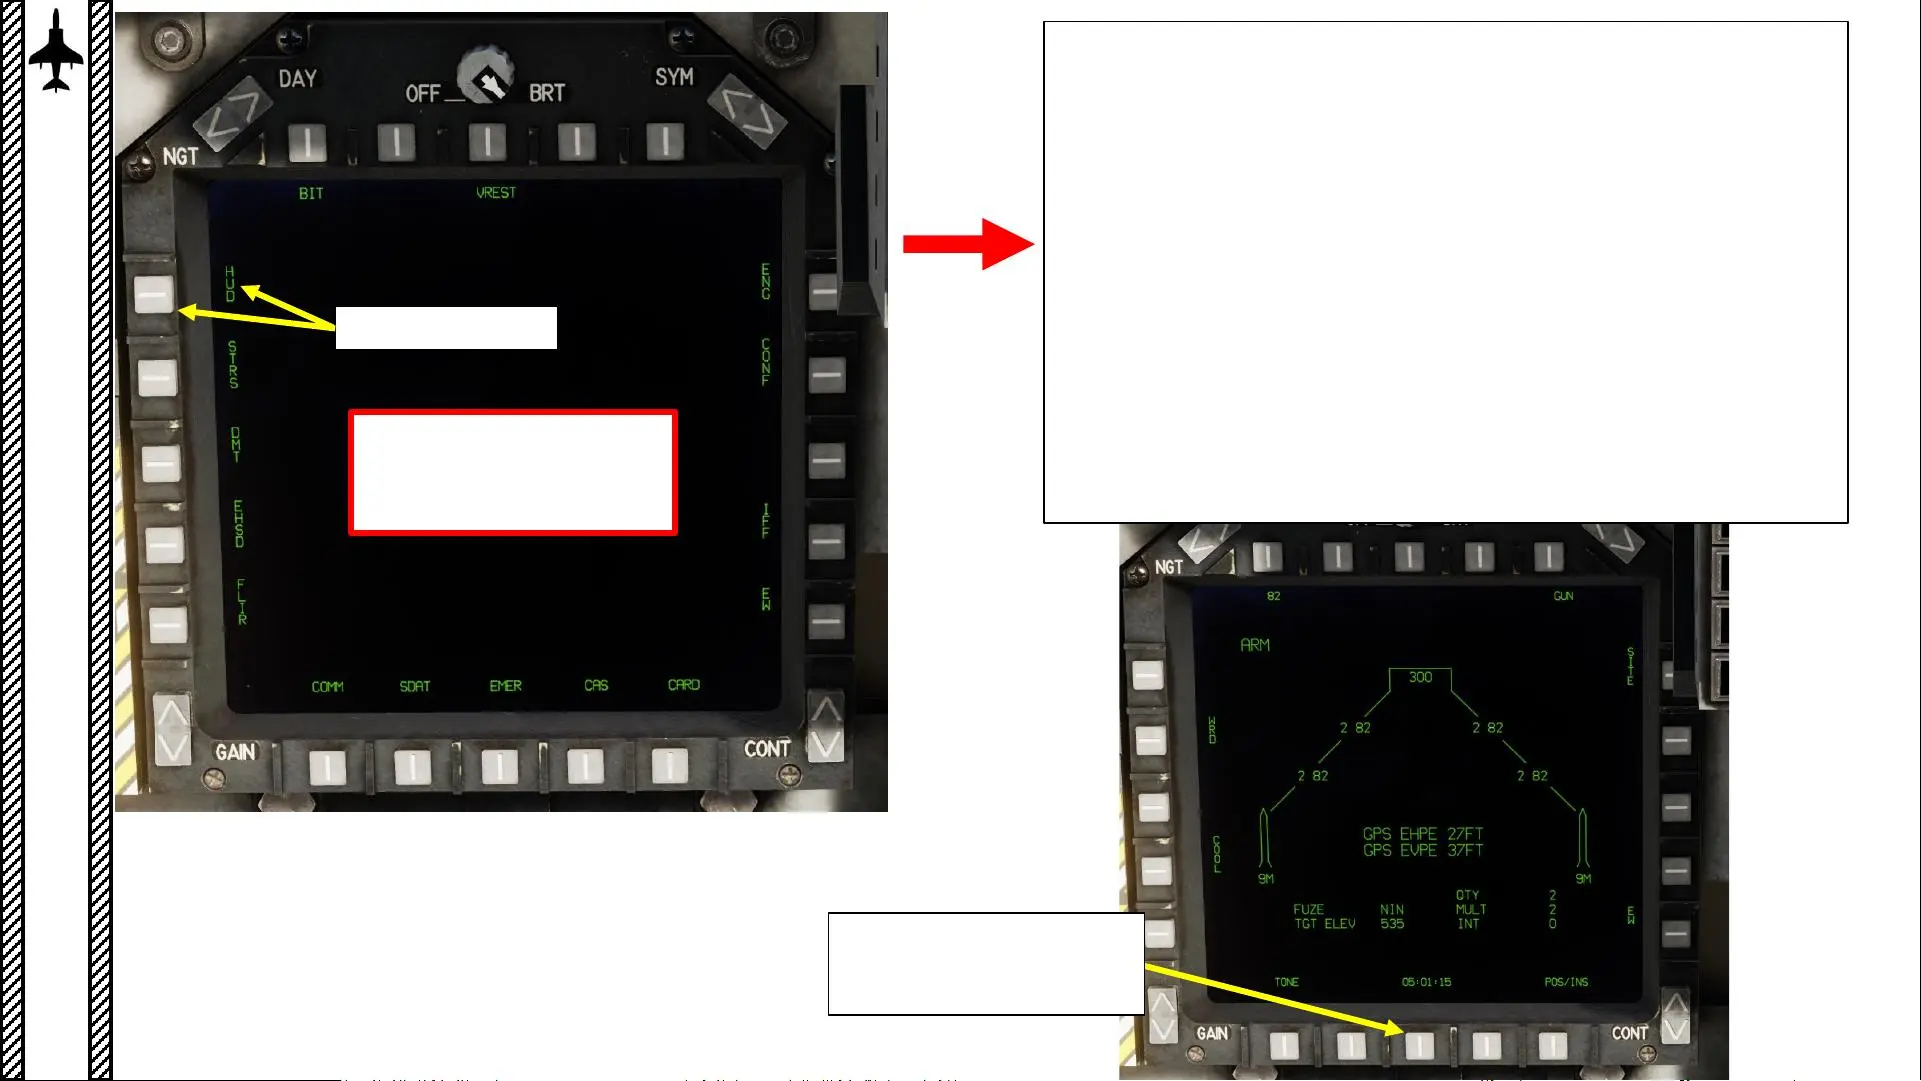 DAY
SYM
OFF
BRT
NGT
BIT
VREST
HUD
ENG
STRS
CONF
DMT
EHSD
IFF
FLIR
EW
COMM
SDAT
EMER
CAS
CARD
GAIN
CONT
NGT
82
GUN
ARM
SITE
300
2 82
2 82
WRD
2 82
2 82
GPS EHPE 27FT
GPS EVPE 37FT
COOL
9M
9M
QTY 2
FUZE NIN MULT 2
TGT ELEV 535 INT 0
EW
TONE
05:01:15
POS/INS
GAIN
CONT